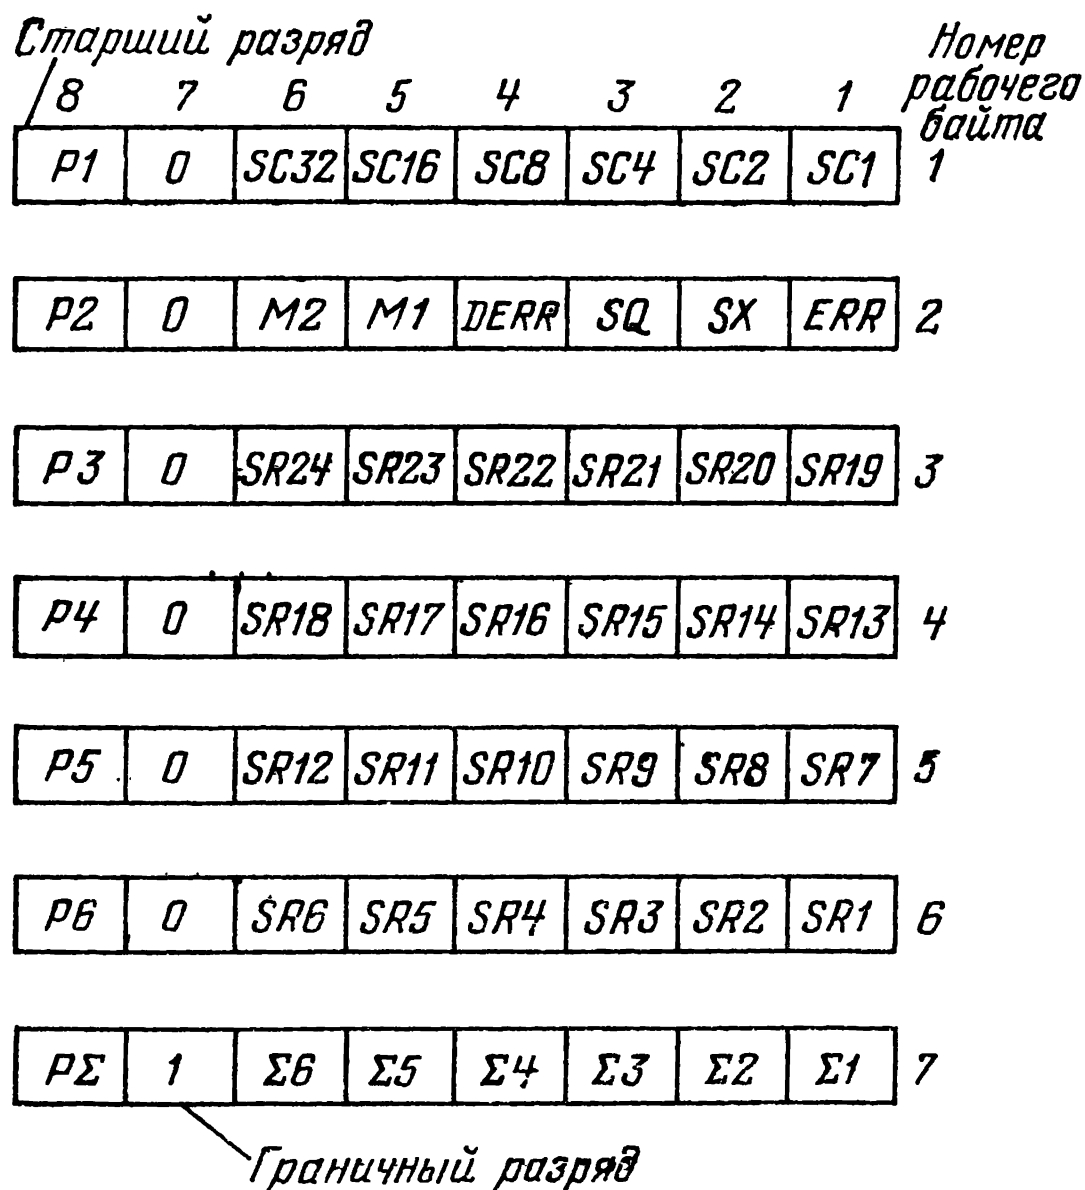 Старший разряд
Номер рабочего байта
8 7 6 5 4 3 2 1
P1 0 SC32 SC16 SC8 SC4 SC2 SC1 1
P2 0 M2 M1 DERR SQ SX ERR 2
P3 0 SR24 SR23 SR22 SR21 SR20 SR19 3
P4 0 SR18 SR17 SR16 SR15 SR14 SR13 4
P5 0 SR12 SR11 SR10 SR9 SR8 SR7 5
P6 0 SR6 SR5 SR4 SR3 SR2 SR1 6
PΣ 1 Σ6 Σ5 Σ4 Σ3 Σ2 Σ1 7
Граничный разряд